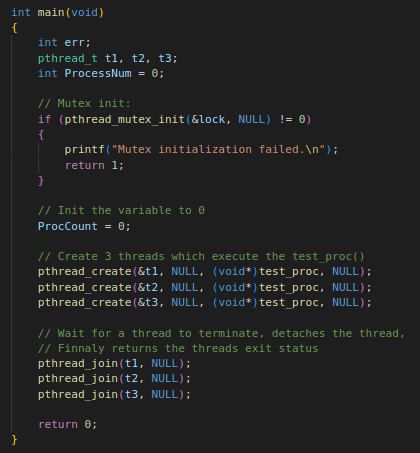 int main(void)
{
    int err;
    pthread_t t1, t2, t3;
    int ProcessNum = 0;

    // Mutex init:
    if (pthread_mutex_init(&lock, NULL) != 0)
    {
        printf("Mutex initialization failed.\n");
        return 1;
    }

    // Init the variable to 0
    ProcCount = 0;

    // Create 3 threads which execute the test_proc()
    pthread_create(&t1, NULL, (void*)test_proc, NULL);
    pthread_create(&t2, NULL, (void*)test_proc, NULL);
    pthread_create(&t3, NULL, (void*)test_proc, NULL);

    // Wait for a thread to terminate, detaches the thread,
    // Finnaly returns the threads exit status
    pthread_join(t1, NULL);
    pthread_join(t2, NULL);
    pthread_join(t3, NULL);

    return 0;
}